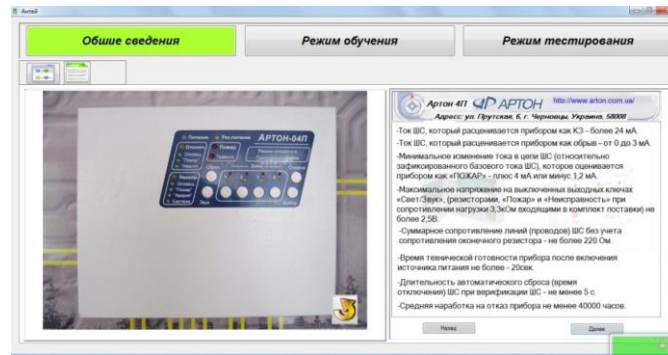 Антей
Общие сведения
Режим обучения
Режим тестирования
Питание
АРТОН-04П
Пожар
Артон 4П АРТОН http://www.arton.com.ua/
Адрес: ул. Прутская, 6, г. Черновцы, Украина, 58008
-Ток ШС, который расценивается прибором как КЗ - более 24 мА.
-Ток ШС, который расценивается прибором как обрыв - от 0 до 3 мА.
-Минимальное изменение тока в цепи ШС (относительно
зафиксированного базового тока ШС), которое оценивается
прибором как «ПОЖАР» - плюс 4 мА или минус 1,2 мА.
-Максимальное напряжение на выключенных выходных ключах
«Свет/Звук», (резисторами, «Пожар» и «Неисправность» при
сопротивлении нагрузки 3,3кОм входящими в комплект поставки) не
более 2,5В.
-Суммарное сопротивление линий (проводов) ШС без учета
сопротивления оконечного резистора - не более 220 Ом.
-Время технической готовности прибора после включения
источника питания не более - 20сек.
-Длительность автоматического сброса (время
отключения) ШС при верификации ШС - не менее 5 с.
-Средняя наработка на отказ прибора не менее 40000 часов.
Назад
Далее